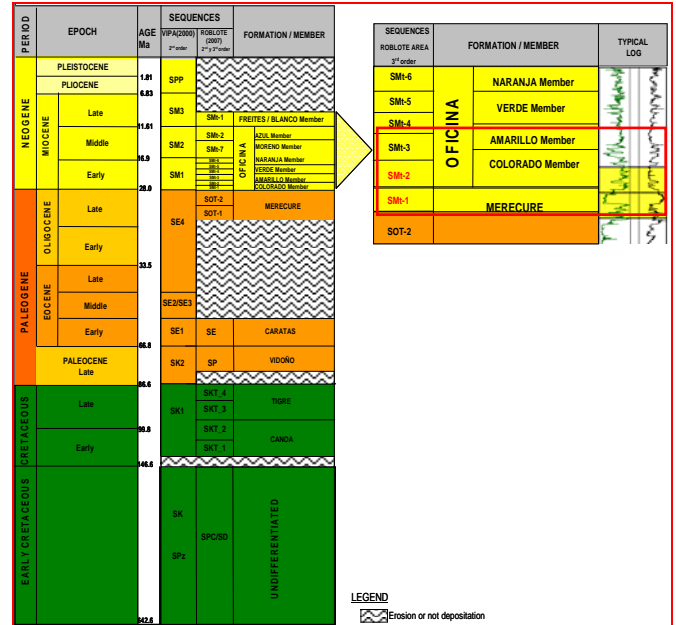 PERIOD
EPOCH
AGE
Ma
SEQUENCES
VIPA(2000)
2nd order
ROBLOTE
(2007)
2nd y 3rd order
FORMATION / MEMBER
NEOGENE
PLEISTOCENE
1.81
SPP
PLIOCENE
6.83
MIOCENE
Late
SM3
SMt-1
FREITES / BLANCO Member
11.61
Middle
SM2
SMt-2
SMt-7
OFICINA
AZUL Member
MORENO Member
NARANJA Member
16.9
Early
SM1
VERDE Member
AMARILLO Member
COLORADO Member
28.0
PALEOGENE
OLIGOCENE
Late
SE4
SOT-2
SOT-1
MERECURE
Early
33.5
EOCENE
Late
Middle
SE2/SE3
Early
SE1
SE
CARATAS
66.8
PALEOCENE
Late
SK2
SP
VIDOÑO
86.6
CRETACEOUS
Late
SK1
SKT_4
SKT_3
TIGRE
99.8
Early
SKT_2
SKT_1
CANOA
146.6
EARLY CRETACEOUS
SK
SPz
SPC/SD
UNDIFFERENTIATED
642.6
SEQUENCES
ROBLOTE AREA
3rd order
FORMATION / MEMBER
TYPICAL
LOG
SMt-6
SMt-5
SMt-4
SMt-3
SMt-2
SMt-1
SOT-2
OFICINA
NARANJA Member
VERDE Member
AMARILLO Member
COLORADO Member
MERECURE
LEGEND
Erosion or not depositation